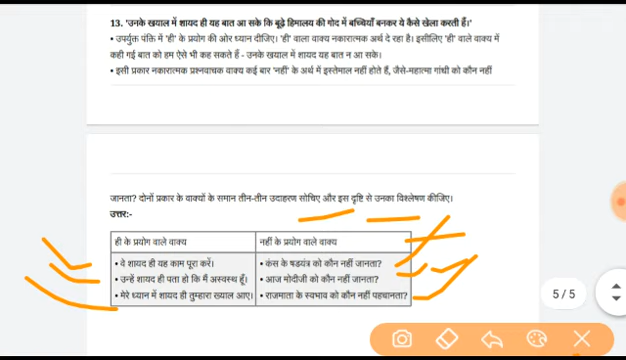 13. 'उनके खयाल में शायद ही यह बात आ सके कि बूढ़े हिमालय की गोद में बच्चियाँ बनकर ये कैसे खेला करती हैं।'
• उपर्युक्त पंक्ति में 'ही' के प्रयोग की ओर ध्यान दीजिए। 'ही' वाला वाक्य नकारात्मक अर्थ दे रहा है। इसीलिए 'ही' वाले वाक्य में
कही गई बात को हम ऐसे भी कह सकते हैं - उनके खयाल में शायद यह बात न आ सके।
• इसी प्रकार नकारात्मक प्रश्नवाचक वाक्य कई बार 'नहीं' के अर्थ में इस्तेमाल नहीं होते हैं, जैसे-महात्मा गांधी को कौन नहीं
जानता? दोनों प्रकार के वाक्यों के समान तीन-तीन उदाहरण सोचिए और इस दृष्टि से उनका विश्लेषण कीजिए।
उत्तर:-
ही के प्रयोग वाले वाक्य नहीं के प्रयोग वाले वाक्य
• वे शायद ही यह काम पूरा करें। • कंस के षडयंत्र को कौन नहीं जानता?
• उन्हें शायद ही पता हो कि मैं अस्वस्थ हूँ। • आज मोदीजी को कौन नहीं जानता?
• मेरे ध्यान में शायद ही तुम्हारा ख्याल आए। • राजमाता के स्वभाव को कौन नहीं पहचानता?
5 / 5